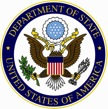 DEPARTMENT OF STATE
UNITED STATES OF AMERICA